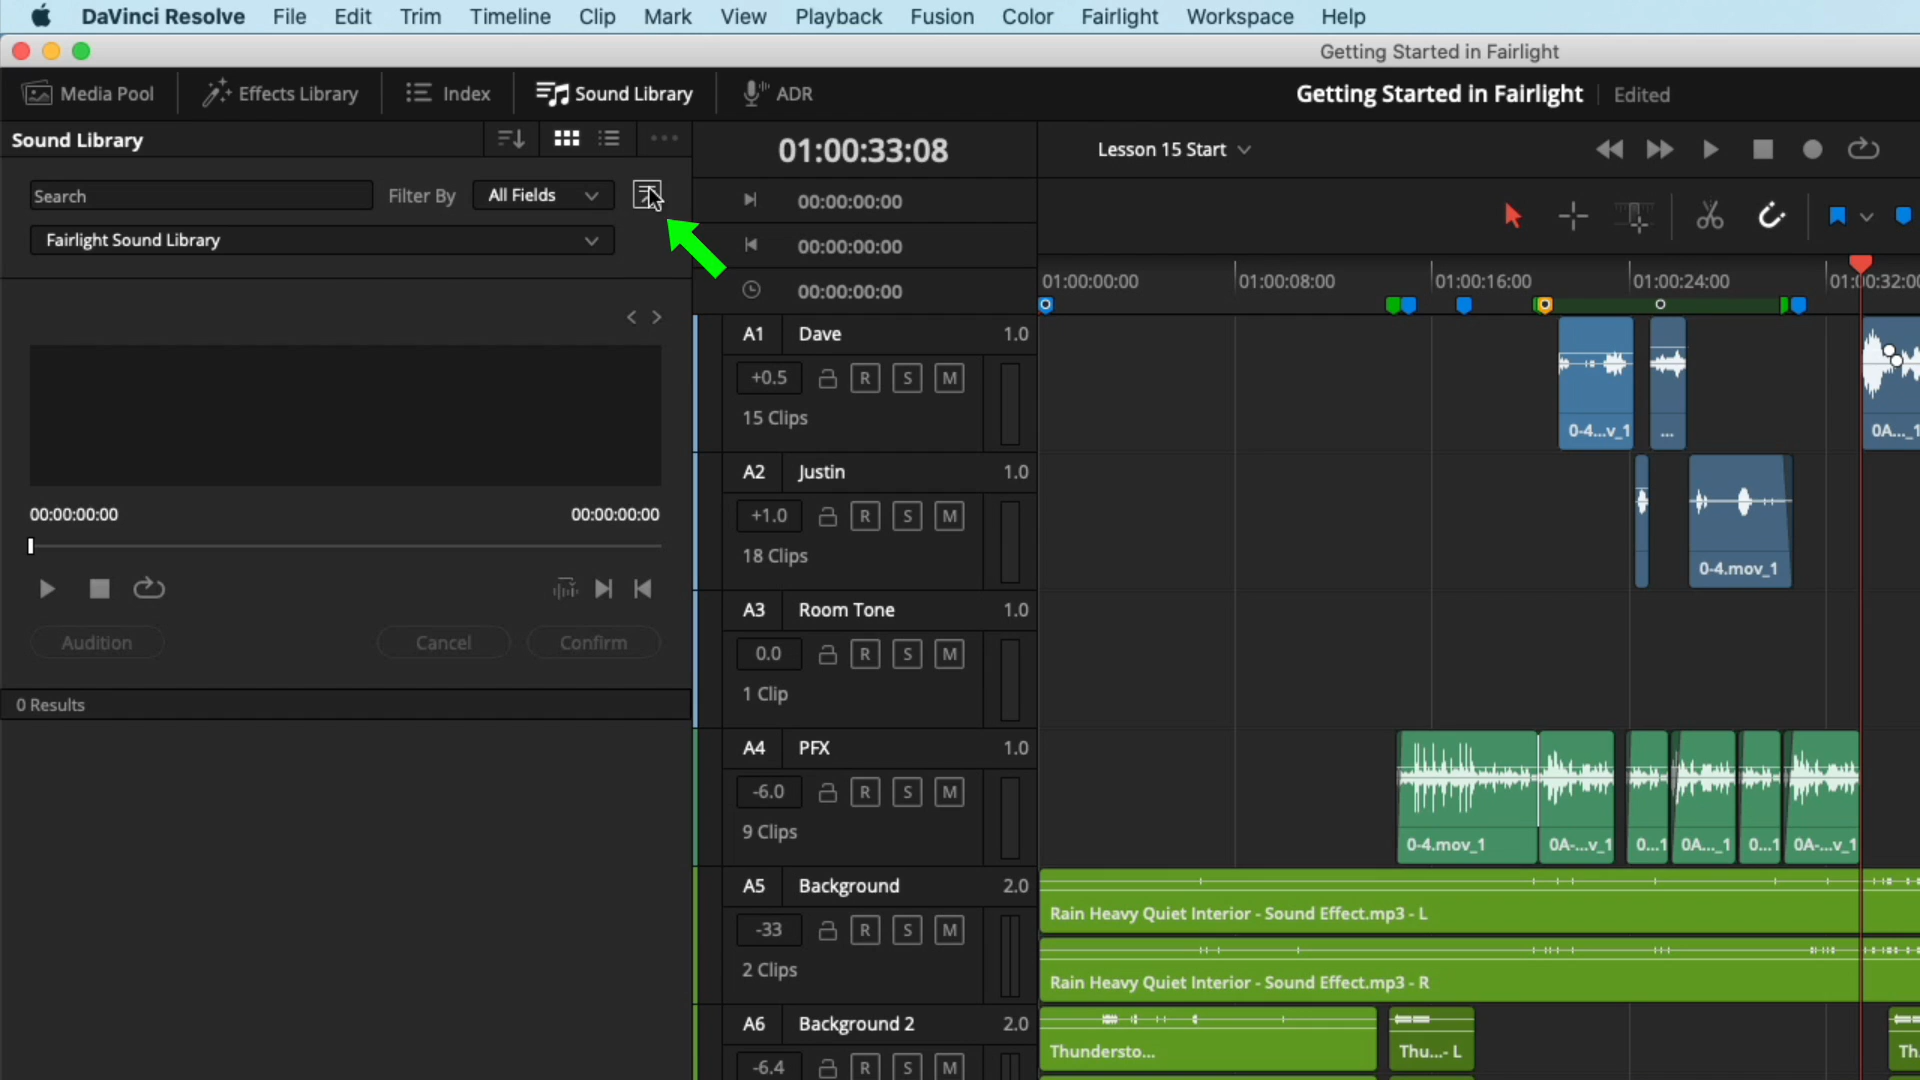 DaVinci Resolve File Edit Trim Timeline Clip Mark View Playback Fusion Color Fairlight Workspace Help
Getting Started in Fairlight
Media Pool Effects Library Index Sound Library ADR Getting Started in Fairlight Edited
Sound Library
01:00:33:08 Lesson 15 Start
Search Filter By All Fields
00:00:00:00
Fairlight Sound Library
00:00:00:00
00:00:00:00
01:00:00:00 01:00:08:00 01:00:16:00 01:00:24:00 01:00:32:00
A1 Dave 1.0
+0.5 R S M
15 Clips
0-4...v_1 ... 0A..._1
A2 Justin 1.0
00:00:00:00 00:00:00:00
+1.0 R S M
18 Clips
0-4.mov_1
A3 Room Tone 1.0
Audition Cancel Confirm
0.0 R S M
1 Clip
0 Results
A4 PFX 1.0
-6.0 R S M
9 Clips
0-4.mov_1 0A-...v_1 0...1 0A..._1 0...1 0A-...v_1
A5 Background 2.0
Rain Heavy Quiet Interior - Sound Effect.mp3 - L
-33 R S M
2 Clips
Rain Heavy Quiet Interior - Sound Effect.mp3 - R
A6 Background 2 2.0
Thundersto... Thu...- L Th
-6.4 R S M